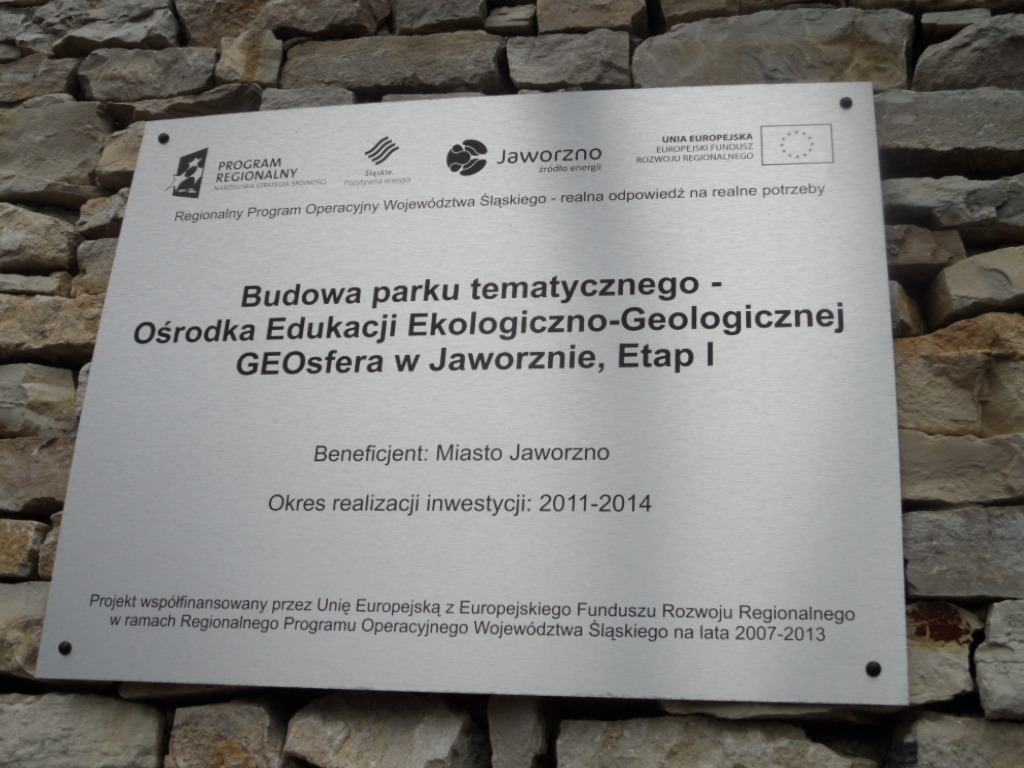 PROGRAM
REGIONALNY
NARODOWA STRATEGIA SPÓJNOŚCI
Śląskie.
Pozytywna energia
Jaworzno
źródło energii
UNIA EUROPEJSKA
EUROPEJSKI FUNDUSZ
ROZWOJU REGIONALNEGO
Regionalny Program Operacyjny Województwa Śląskiego - realna odpowiedź na realne potrzeby
Budowa parku tematycznego -
Ośrodka Edukacji Ekologiczno-Geologicznej
GEOsfera w Jaworznie, Etap I
Beneficjent: Miasto Jaworzno
Okres realizacji inwestycji: 2011-2014
Projekt współfinansowany przez Unię Europejską z Europejskiego Funduszu Rozwoju Regionalnego
w ramach Regionalnego Programu Operacyjnego Województwa Śląskiego na lata 2007-2013